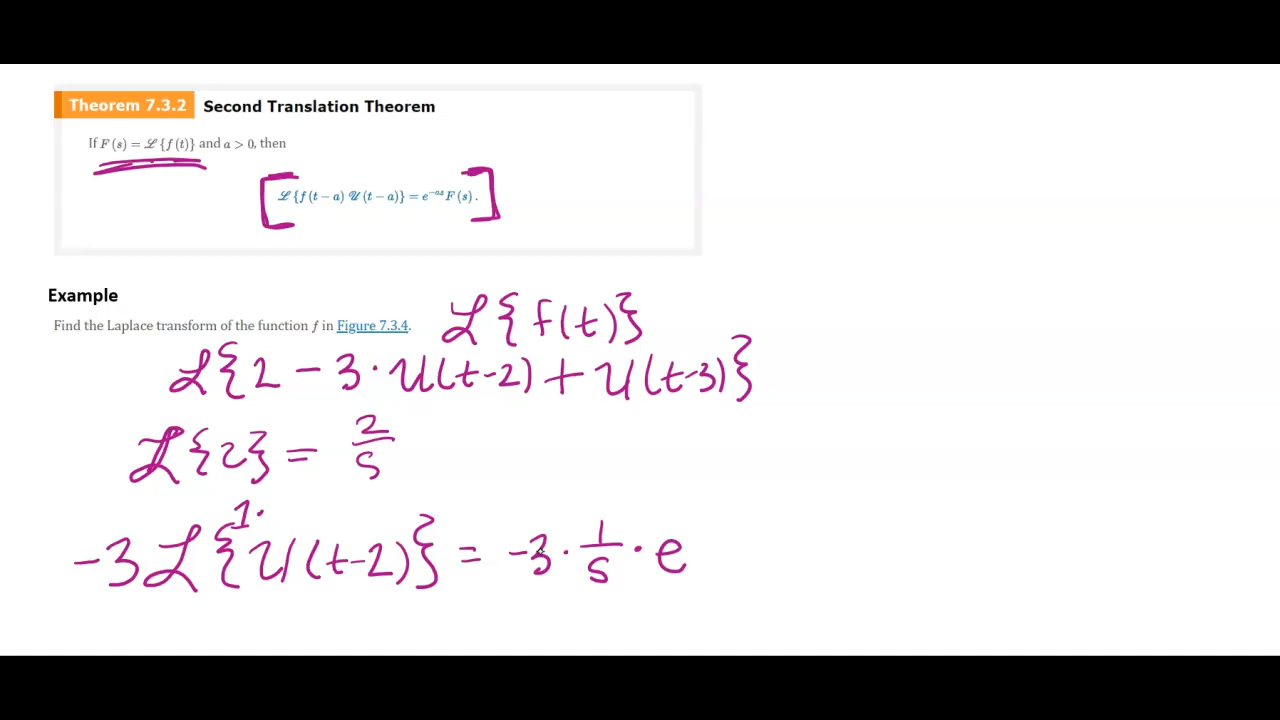 Theorem 7.3.2 Second Translation Theorem
If F(s) = ℒ{f(t)} and a > 0, then
ℒ{f(t−a) 𝒰(t−a)} = e^{−as} F(s).
Example
ℒ{f(t)}
Find the Laplace transform of the function f in Figure 7.3.4.
ℒ{2 − 3 · 𝒰(t−2) + 𝒰(t−3)}
ℒ{2} = 2/s
-3ℒ{1·𝒰(t−2)} = -3 · 1/s · e